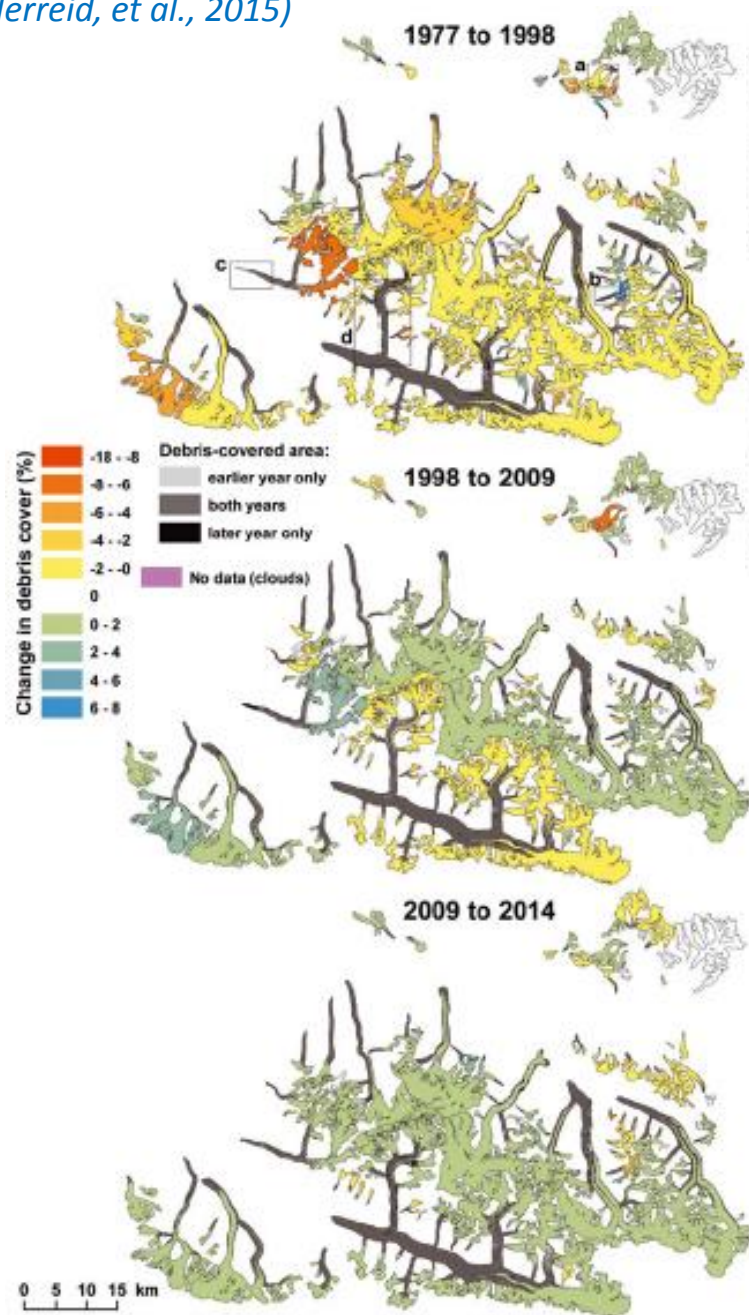 Herreid, et al., 2015)
1977 to 1998
a
b
c
d
Change in debris cover (%)
-18 - -8
-8 - -6
-6 - -4
-4 - -2
-2 - -0
0
0 - 2
2 - 4
4 - 6
6 - 8
Debris-covered area:
earlier year only
both years
later year only
No data (clouds)
1998 to 2009
2009 to 2014
0 5 10 15 km